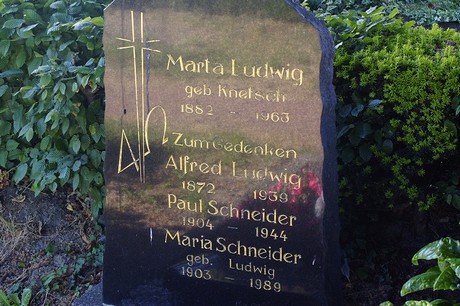 Marta Ludwig
geb Knetsch
1882 - 1963
Zum Gedenken
Alfred Ludwig
1872 1939
Paul Schneider
1904 - 1944
Maria Schneider
geb. Ludwig
1903 - 1989